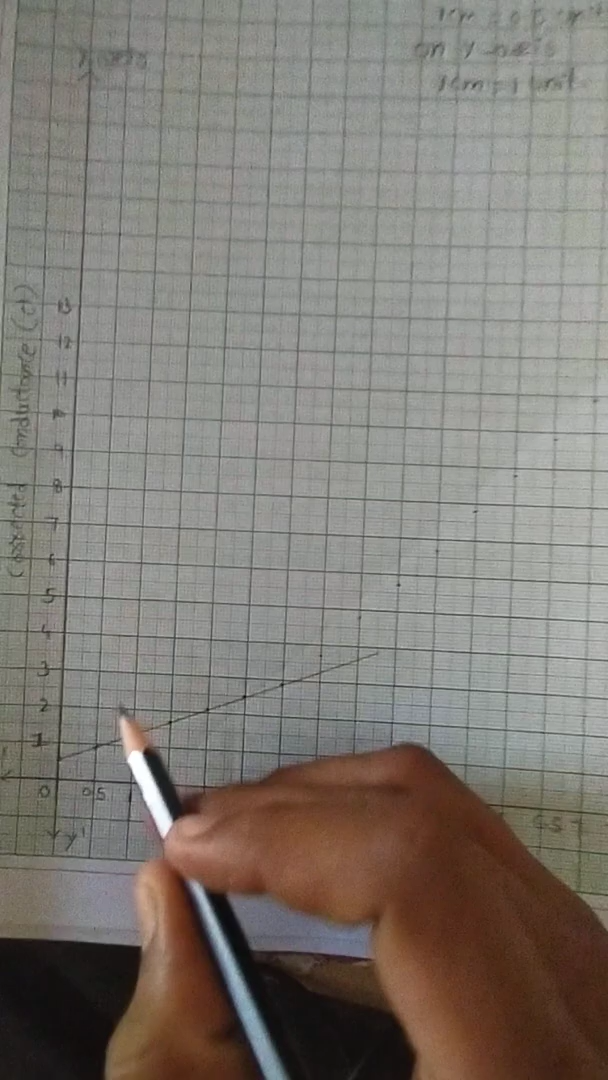 on X-axis
1cm = 1 unit
Y axis
Corrected Conductance (c)
13
12
11
9
8
7
6
5
4
3
2
1
0
0.5
Y'